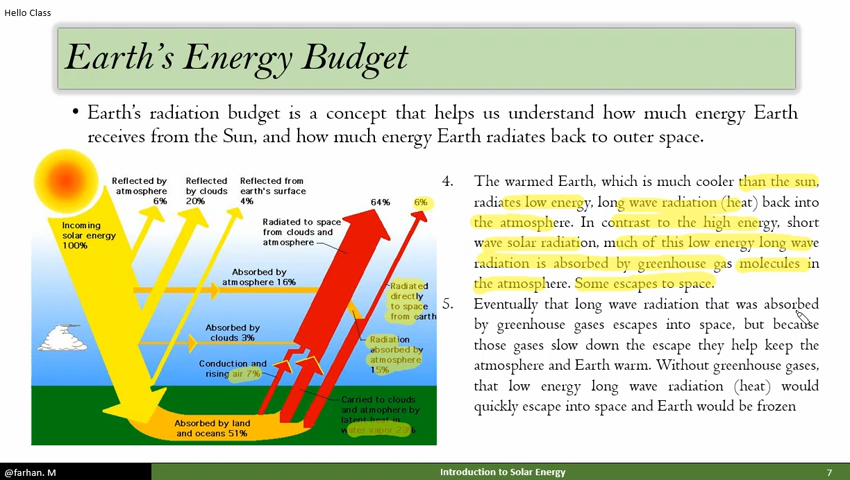 Hello Class
Earth's Energy Budget
• Earth's radiation budget is a concept that helps us understand how much energy Earth
receives from the Sun, and how much energy Earth radiates back to outer space.
Reflected by
atmosphere
6%
Reflected
by clouds
20%
Reflected from
earth's surface
4%
64%
6%
Incoming
solar energy
100%
Radiated to space
from clouds and
atmosphere
Absorbed by
atmosphere 16%
Radiated
directly
to space
from earth
Absorbed by
clouds 3%
Radiation
absorbed by
atmosphere
15%
Conduction and
rising air 7%
Carried to clouds
and atmophere by
latent heat in
water vapor 23%
Absorbed by land
and oceans 51%
4. The warmed Earth, which is much cooler than the sun,
radiates low energy, long wave radiation (heat) back into
the atmosphere. In contrast to the high energy, short
wave solar radiation, much of this low energy long wave
radiation is absorbed by greenhouse gas molecules in
the atmosphere. Some escapes to space.
5. Eventually that long wave radiation that was absorbed
by greenhouse gases escapes into space, but because
those gases slow down the escape they help keep the
atmosphere and Earth warm. Without greenhouse gases,
that low energy long wave radiation (heat) would
quickly escape into space and Earth would be frozen
@farhan. M
Introduction to Solar Energy
7